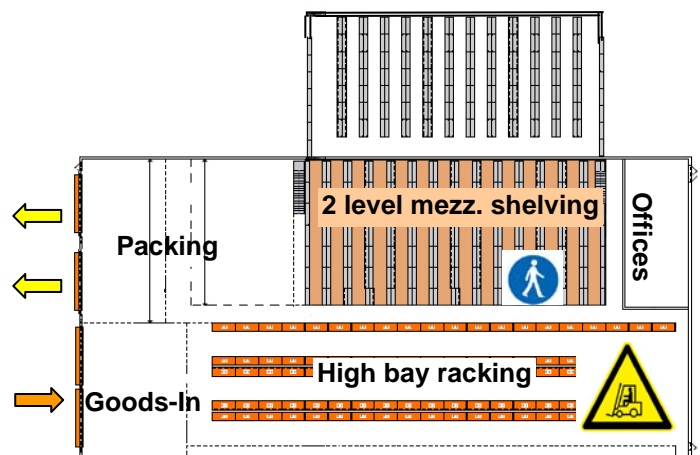 2 level mezz. shelving
Offices
Packing
High bay racking
Goods-In